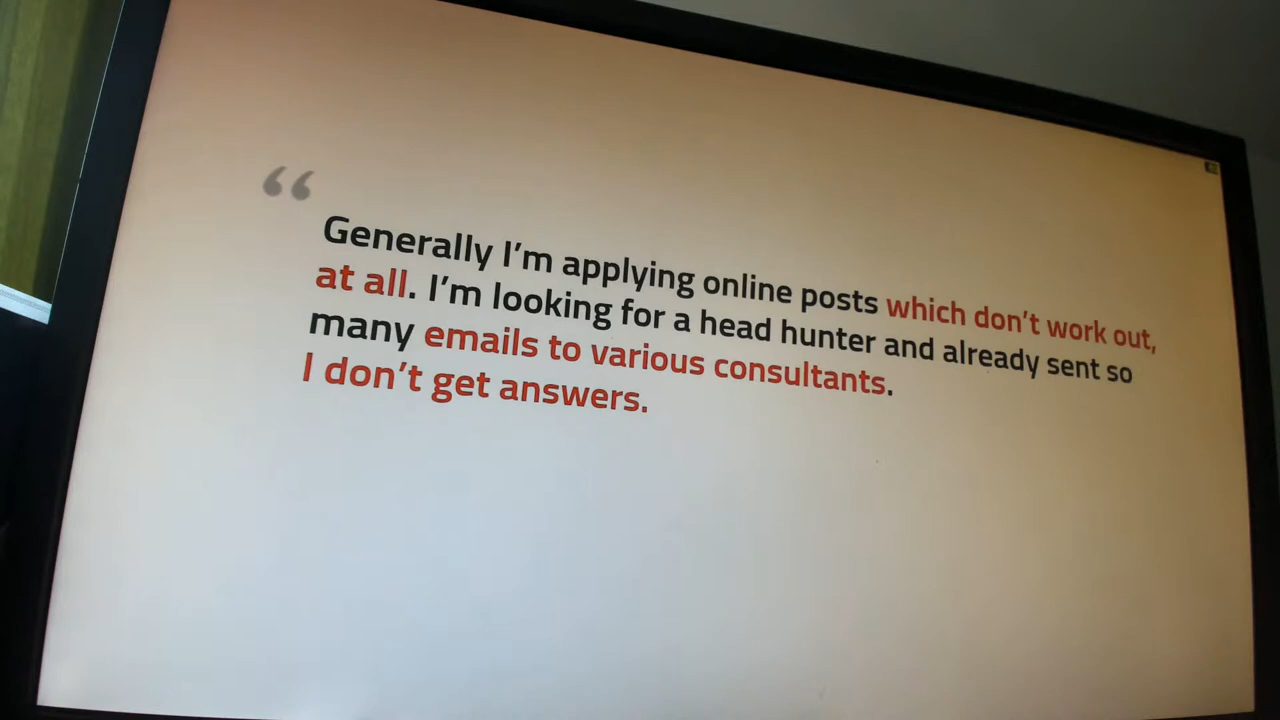 “
Generally I’m applying online posts which don’t work out,
at all. I’m looking for a head hunter and already sent so
many emails to various consultants.
I don’t get answers.